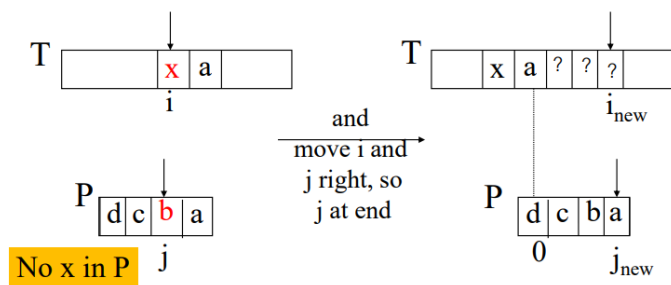 T
x a
i
P
d c b a
j
No x in P
and
move i and
j right, so
j at end
T
x a ? ? ?
i new
P
d c b a
0
j new